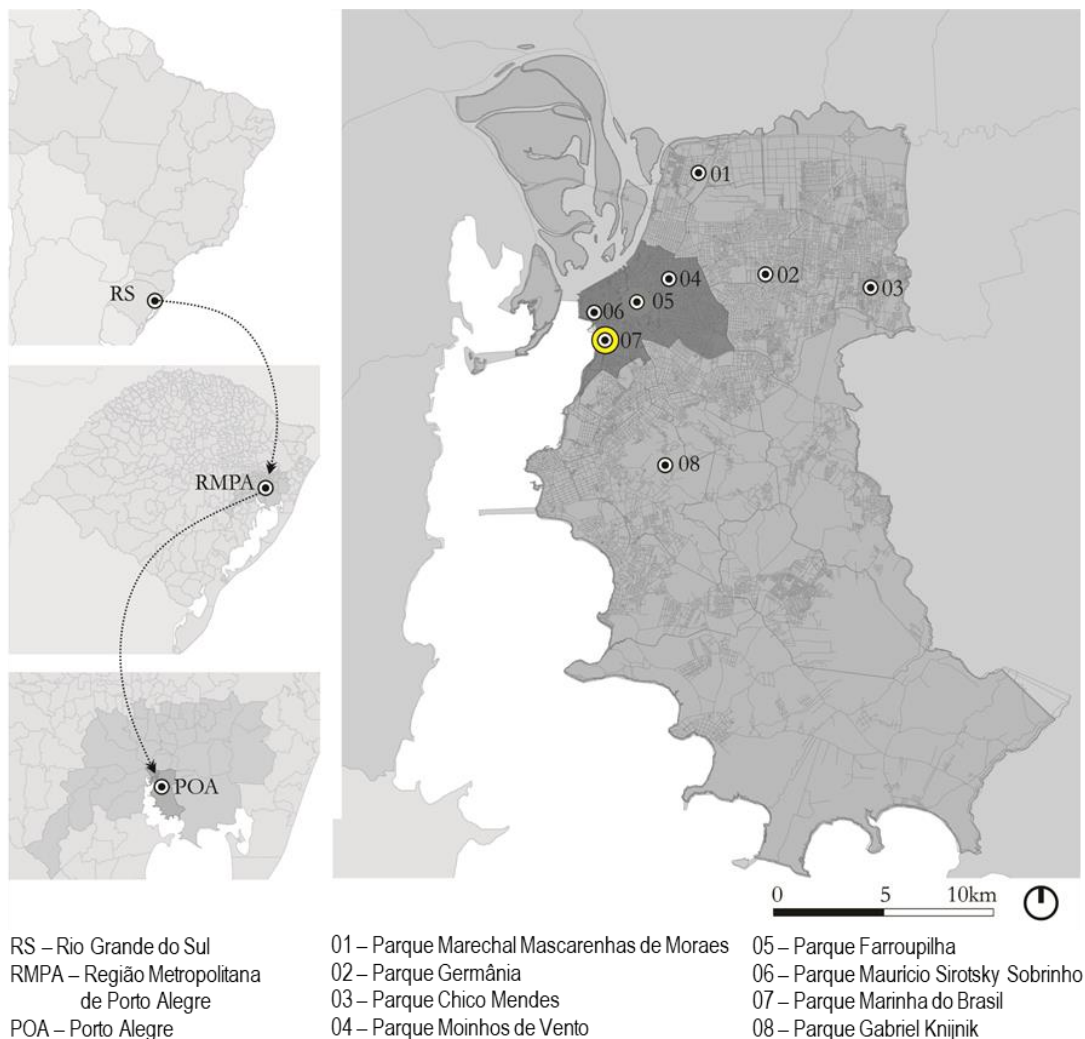 RS
RMPA
POA
01
02
03
04
05
06
07
08
0 5 10km
RS – Rio Grande do Sul
RMPA – Região Metropolitana
de Porto Alegre
POA – Porto Alegre
01 – Parque Marechal Mascarenhas de Moraes
02 – Parque Germânia
03 – Parque Chico Mendes
04 – Parque Moinhos de Vento
05 – Parque Farroupilha
06 – Parque Maurício Sirotsky Sobrinho
07 – Parque Marinha do Brasil
08 – Parque Gabriel Knijnik